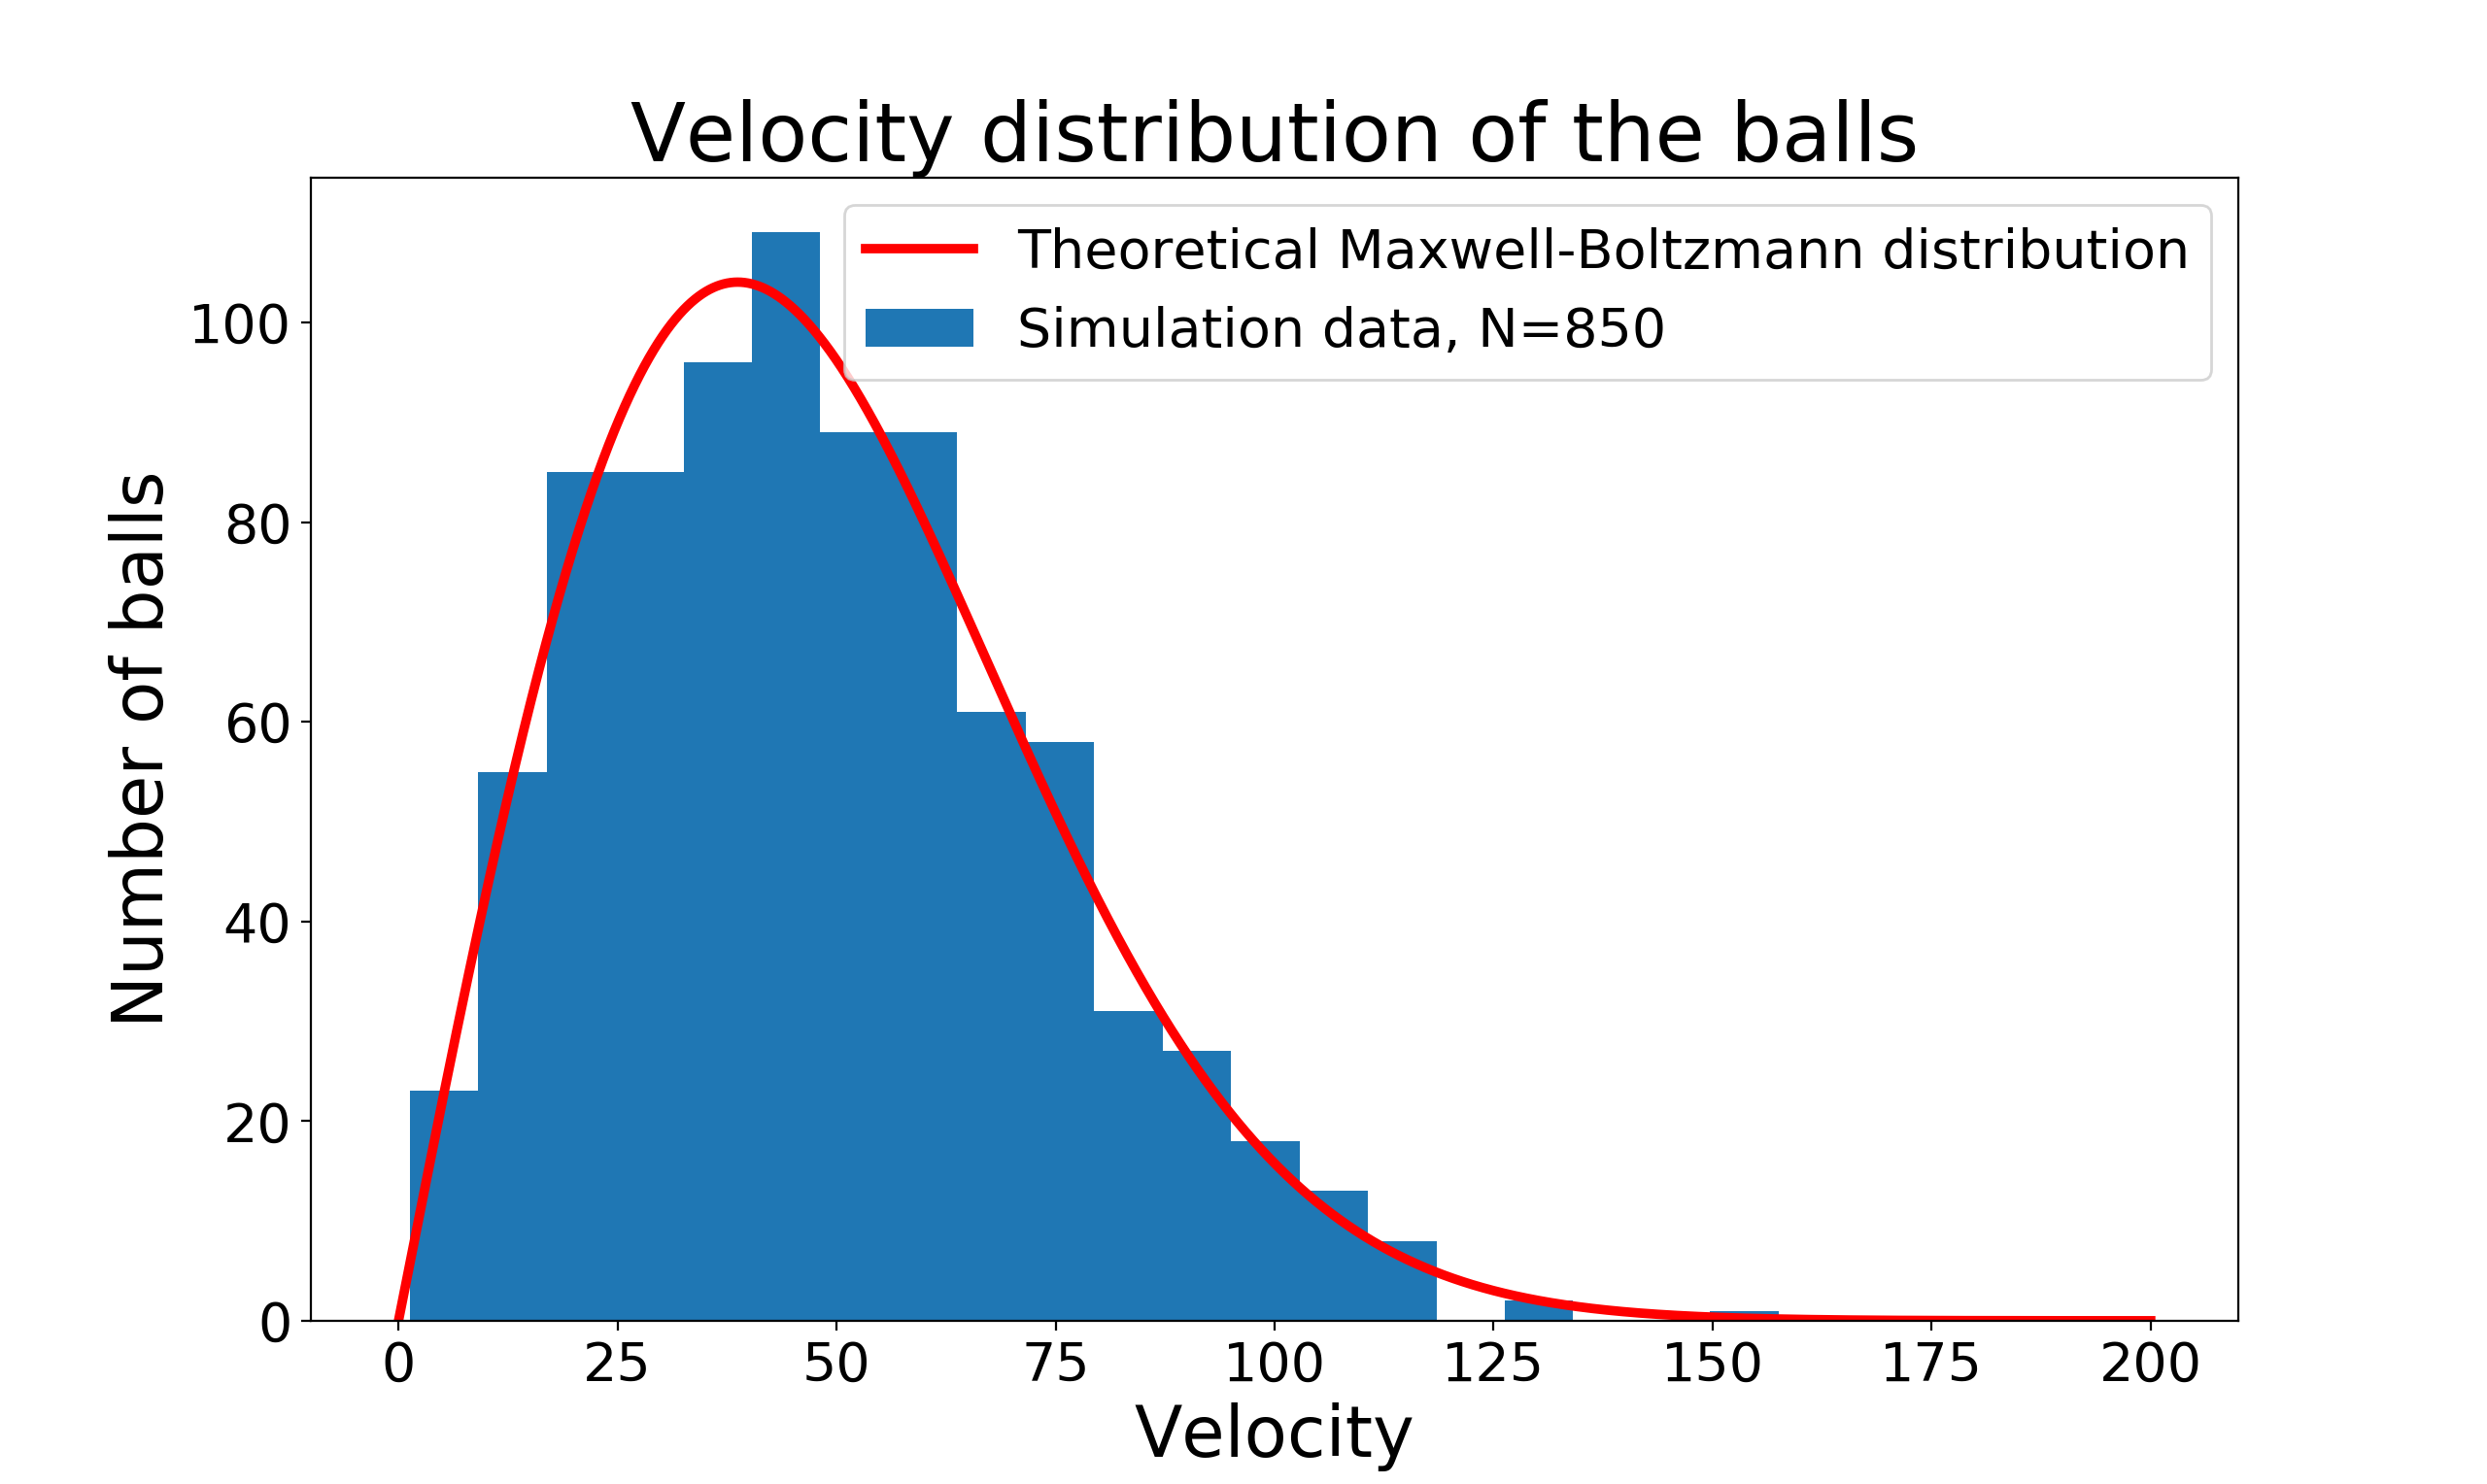 Velocity distribution of the balls
Theoretical Maxwell-Boltzmann distribution
Simulation data, N=850
Number of balls
100
80
60
40
20
0
0 25 50 75 100 125 150 175 200
Velocity